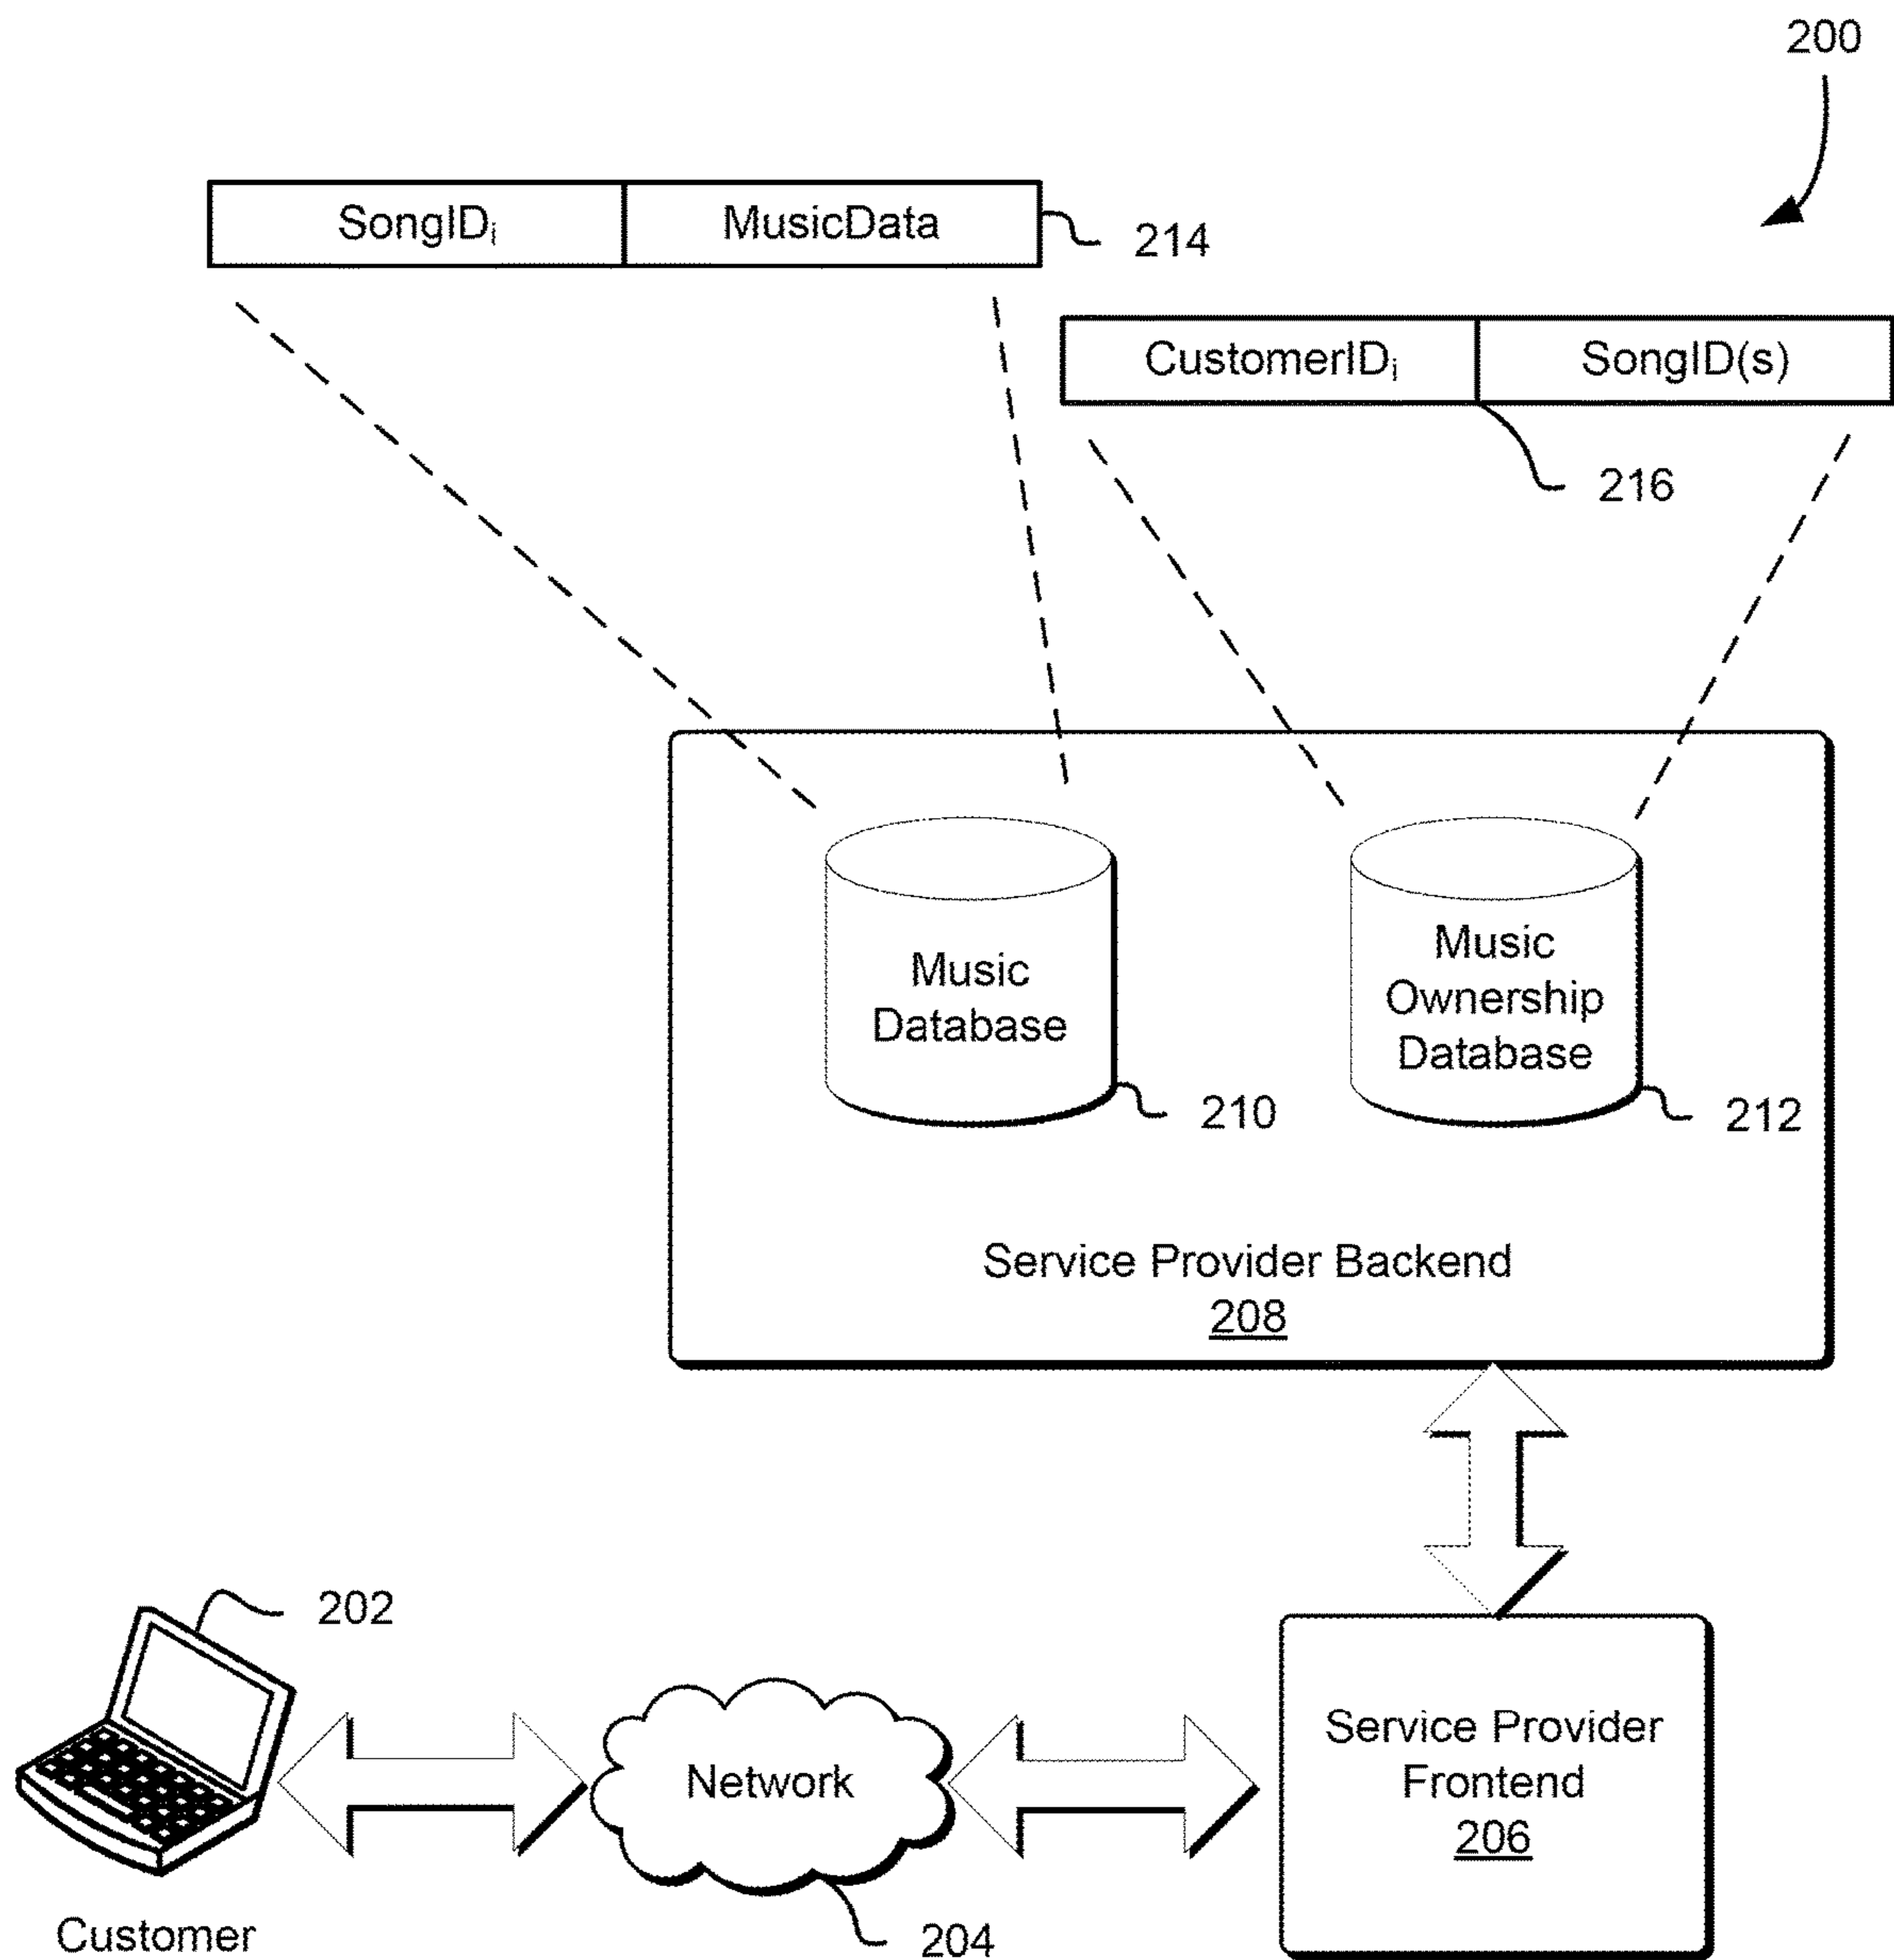 200
SongIDᵢ MusicData
214
CustomerIDᵢ SongID(s)
216
Music
Database
210
Music
Ownership
Database
212
Service Provider Backend
208
202
Customer
Network
204
Service Provider
Frontend
206